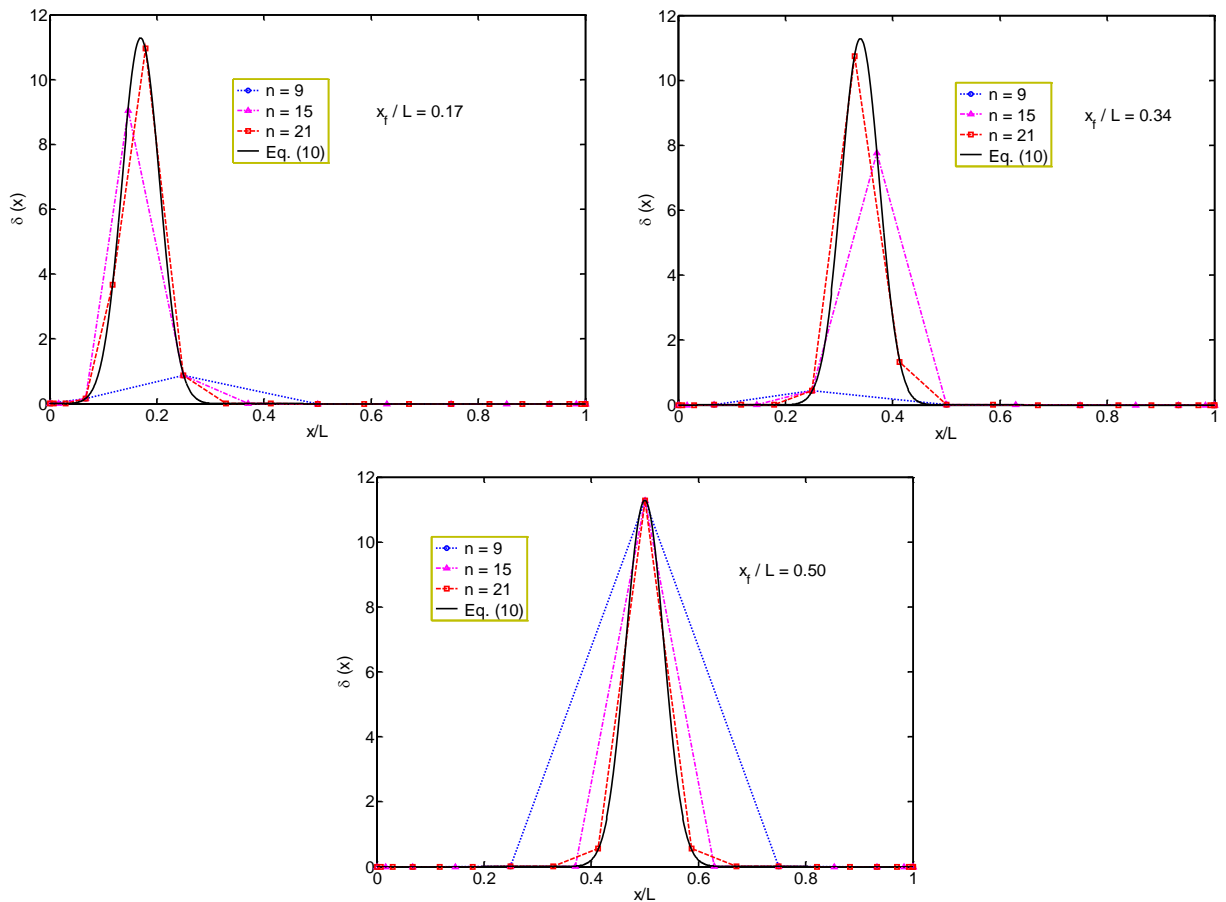 12
10
8
6
4
2
0
δ (x)
n = 9
n = 15
n = 21
Eq. (10)
x_f / L = 0.17
0 0.2 0.4 0.6 0.8 1
x/L
12
10
8
6
4
2
0
δ (x)
n = 9
n = 15
n = 21
Eq. (10)
x_f / L = 0.34
0 0.2 0.4 0.6 0.8 1
x/L
12
10
8
6
4
2
0
δ (x)
n = 9
n = 15
n = 21
Eq. (10)
x_f / L = 0.50
0 0.2 0.4 0.6 0.8 1
x/L